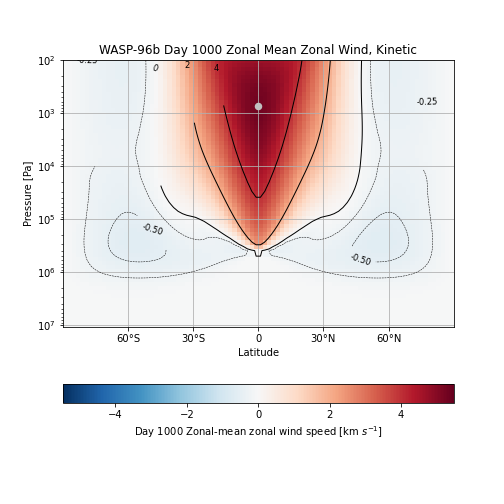 WASP-96b Day 1000 Zonal Mean Zonal Wind, Kinetic
-0.25
0
2
4
-0.25
-0.50
-0.50
10²
10³
10⁴
10⁵
10⁶
10⁷
Pressure [Pa]
60°S 30°S 0 30°N 60°N
Latitude
−4 −2 0 2 4
Day 1000 Zonal-mean zonal wind speed [km s⁻¹]